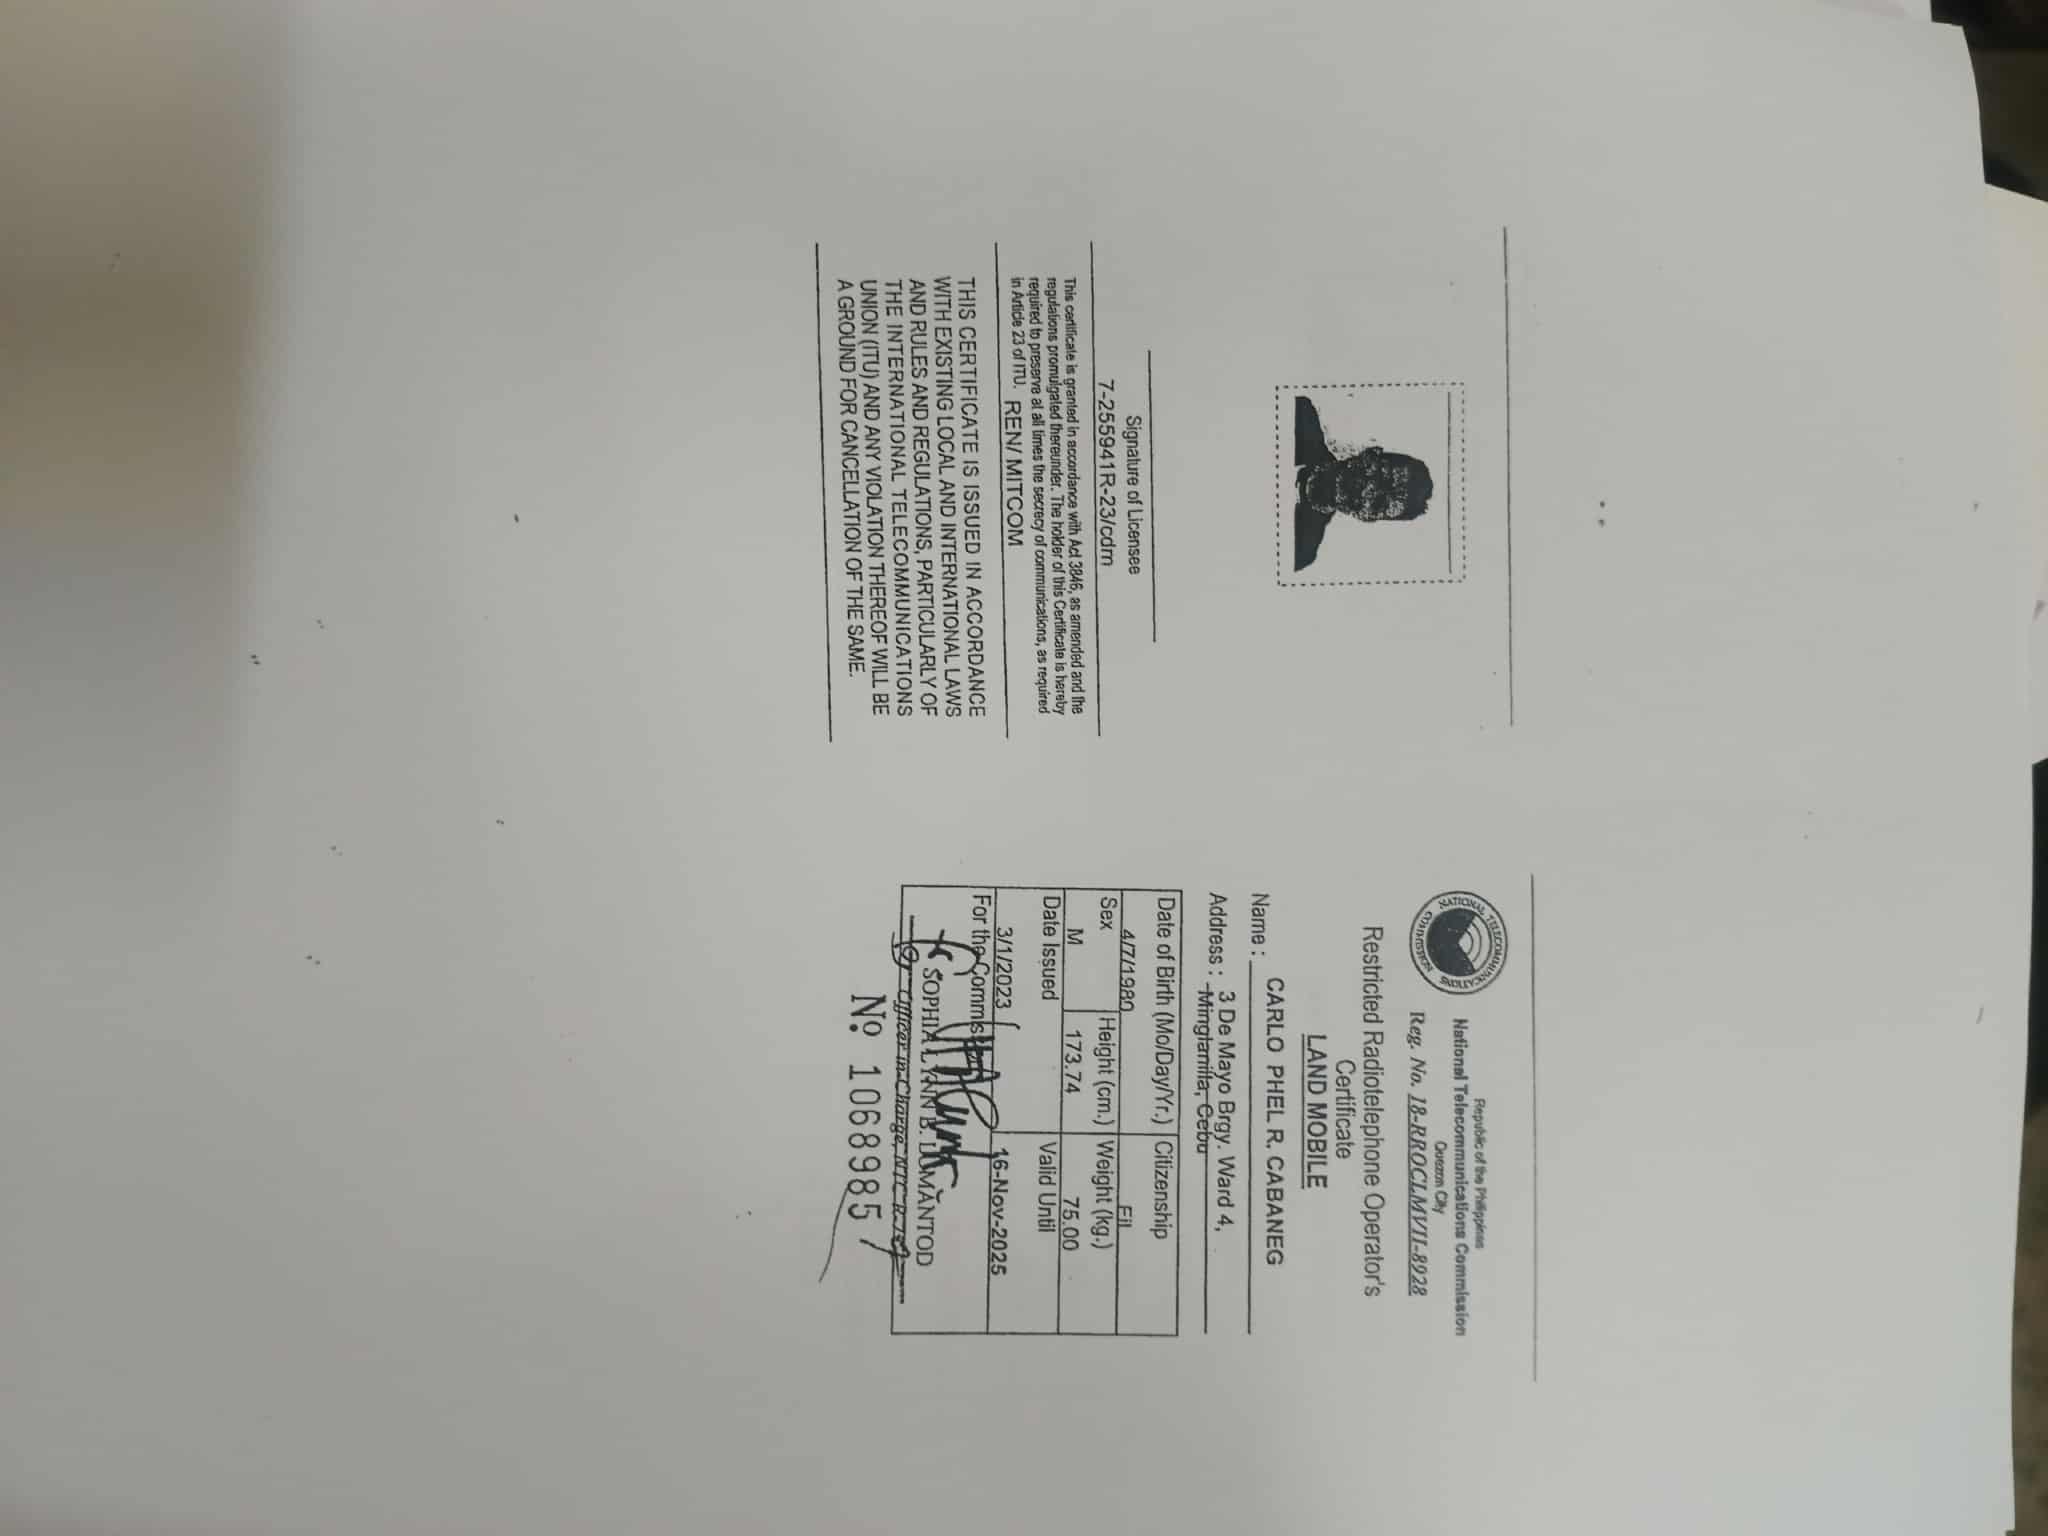 Signature of Licensee
7-255941R-23/cdm
This certificate is granted in accordance with Act 3846, as amended and the
regulations promulgated thereunder. The holder of this Certificate is hereby
required to preserve at all times the secrecy of communications, as required
in Article 23 of ITU. REN/ MITCOM
THIS CERTIFICATE IS ISSUED IN ACCORDANCE
WITH EXISTING LOCAL AND INTERNATIONAL LAWS
AND RULES AND REGULATIONS, PARTICULARLY OF
THE INTERNATIONAL TELECOMMUNICATIONS
UNION (ITU) AND ANY VIOLATION THEREOF WILL BE
A GROUND FOR CANCELLATION OF THE SAME.
NATIONAL TELECOMMUNICATIONS
COMMISSION
Republic of the Philippines
National Telecommunications Commission
Quezon City
Reg. No. 18-RROCLMVII-8928
Restricted Radiotelephone Operator's
Certificate
LAND MOBILE
Name : CARLO PHEL R. CABANEG
Address : 3 De Mayo Brgy. Ward 4,
Minglanilla, Cebu
Date of Birth (Mo/Day/Yr.) Citizenship
4/7/1980 Fil
Sex Height (cm.) Weight (kg.)
M 173.74 75.00
Date Issued Valid Until
3/1/2023 16-Nov-2025
For the
SOPHIA LYNN B. DUMANTOD
Officer in-Charge, NTC
Nº 1068985